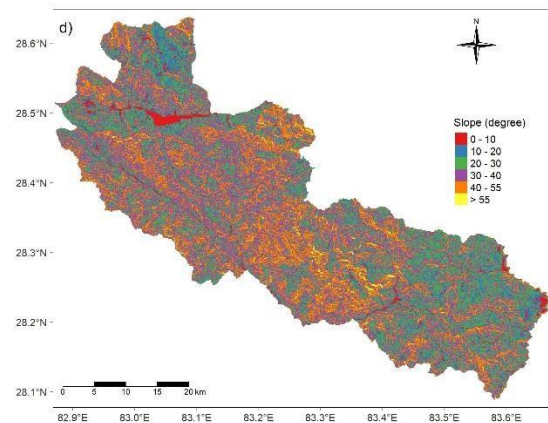 d)
N
28.6°N
28.5°N
28.4°N
28.3°N
28.2°N
28.1°N
Slope (degree)
0 - 10
10 - 20
20 - 30
30 - 40
40 - 55
> 55
0 5 10 15 20 km
82.9°E 83.0°E 83.1°E 83.2°E 83.3°E 83.4°E 83.5°E 83.6°E